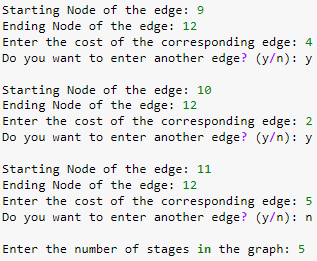 Starting Node of the edge: 9
Ending Node of the edge: 12
Enter the cost of the corresponding edge: 4
Do you want to enter another edge? (y/n): y
Starting Node of the edge: 10
Ending Node of the edge: 12
Enter the cost of the corresponding edge: 2
Do you want to enter another edge? (y/n): y
Starting Node of the edge: 11
Ending Node of the edge: 12
Enter the cost of the corresponding edge: 5
Do you want to enter another edge? (y/n): n
Enter the number of stages in the graph: 5